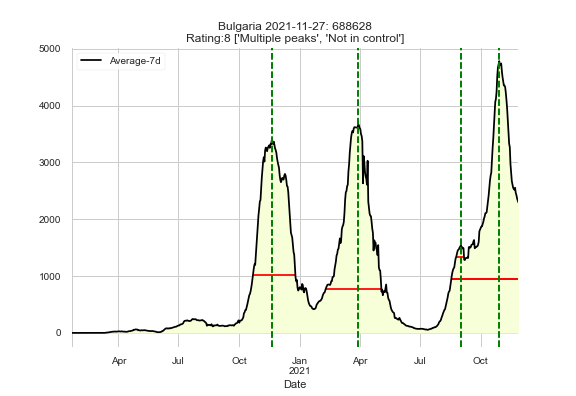 Bulgaria 2021-11-27: 688628
Rating:8 ['Multiple peaks', 'Not in control']
Average-7d
5000
4000
3000
2000
1000
0
Apr Jul Oct Jan Apr Jul Oct
2021
Date